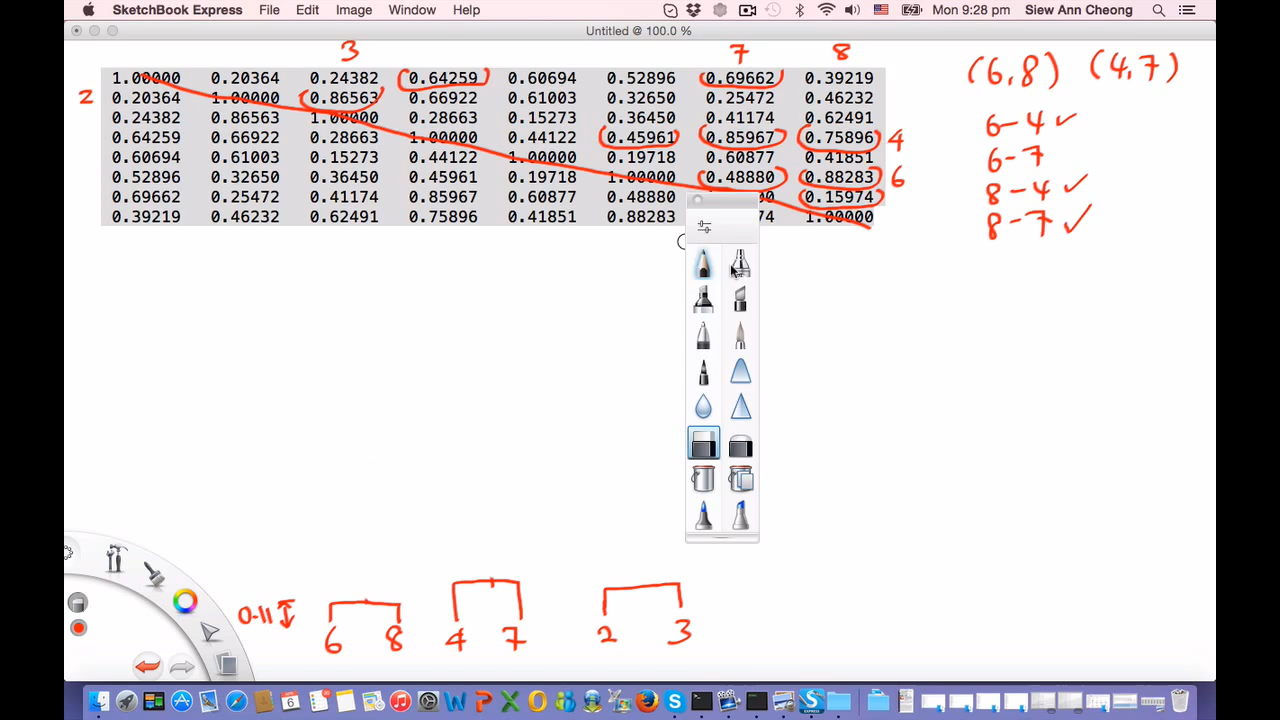 SketchBook Express File Edit Image Window Help Mon 9:28 pm Siew Ann Cheong
Untitled @ 100.0 %
3 7 8
1.00000 0.20364 0.24382 0.64259 0.60694 0.52896 0.69662 0.39219
2 0.20364 1.00000 0.86563 0.66922 0.61003 0.32650 0.25472 0.46232
0.24382 0.86563 1.00000 0.28663 0.15273 0.36450 0.41174 0.62491
0.64259 0.66922 0.28663 1.00000 0.44122 0.45961 0.85967 0.75896 4
0.60694 0.61003 0.15273 0.44122 1.00000 0.19718 0.60877 0.41851
0.52896 0.32650 0.36450 0.45961 0.19718 1.00000 0.48880 0.88283 6
0.69662 0.25472 0.41174 0.85967 0.60877 0.48880 00 0.15974
0.39219 0.46232 0.62491 0.75896 0.41851 0.88283 74 1.00000
(6,8) (4,7)
6-4 ✓
6-7
8-4 ✓
8-7 ✓
0.11
6 8 4 7 2 3